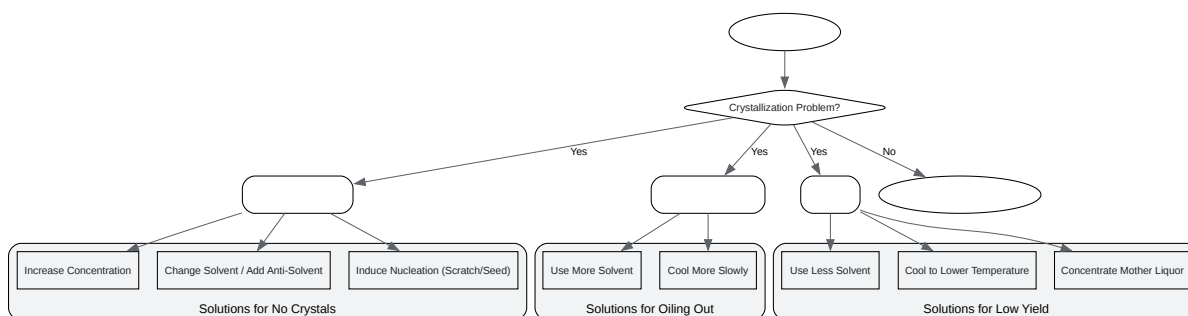 Crystallization Problem?
Yes
Yes
Yes
No
Increase Concentration
Change Solvent / Add Anti-Solvent
Induce Nucleation (Scratch/Seed)
Use More Solvent
Cool More Slowly
Use Less Solvent
Cool to Lower Temperature
Concentrate Mother Liquor
Solutions for No Crystals
Solutions for Oiling Out
Solutions for Low Yield